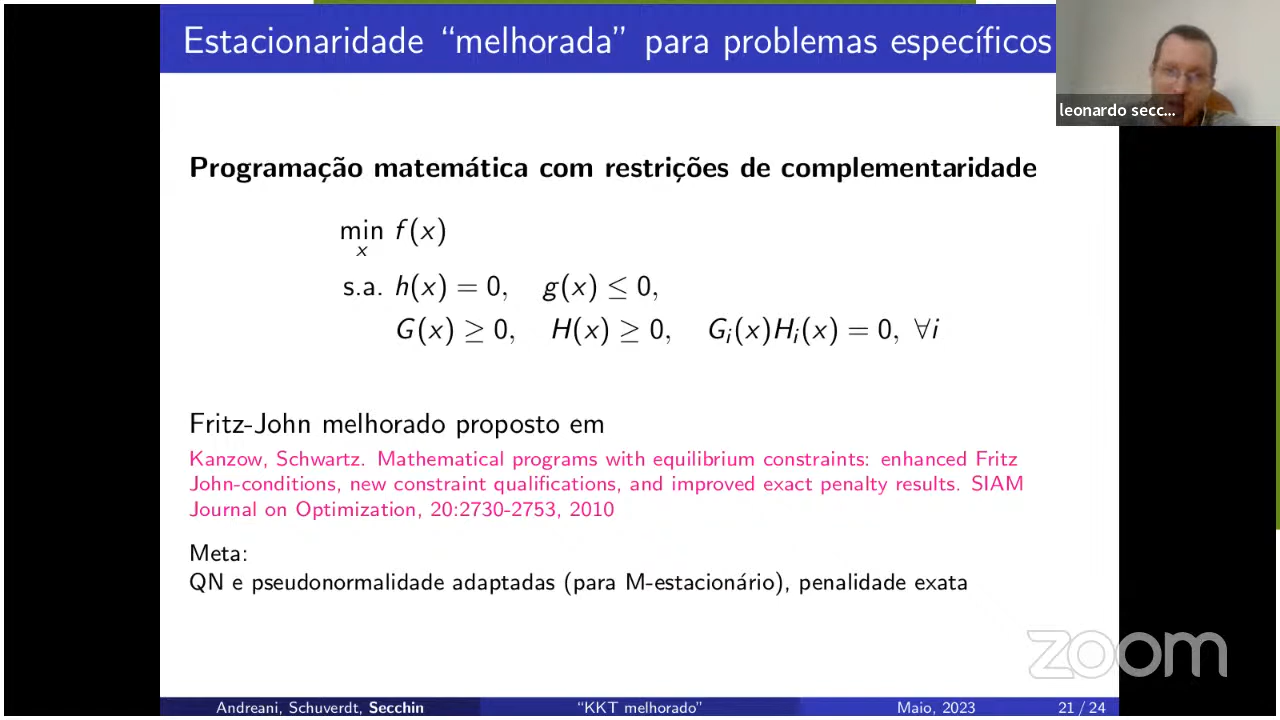 Estacionaridade “melhorada” para problemas específicos
leonardo secc...
Programação matemática com restrições de complementaridade
min f(x)
x
s.a. h(x) = 0, g(x) ≤ 0,
G(x) ≥ 0, H(x) ≥ 0, Gᵢ(x)Hᵢ(x) = 0, ∀i
Fritz-John melhorado proposto em
Kanzow, Schwartz. Mathematical programs with equilibrium constraints: enhanced Fritz
John-conditions, new constraint qualifications, and improved exact penalty results. SIAM
Journal on Optimization, 20:2730-2753, 2010
Meta:
QN e pseudonormalidade adaptadas (para M-estacionário), penalidade exata
zoom
Andreani, Schuverdt, Secchin “KKT melhorado” Maio, 2023 21 / 24